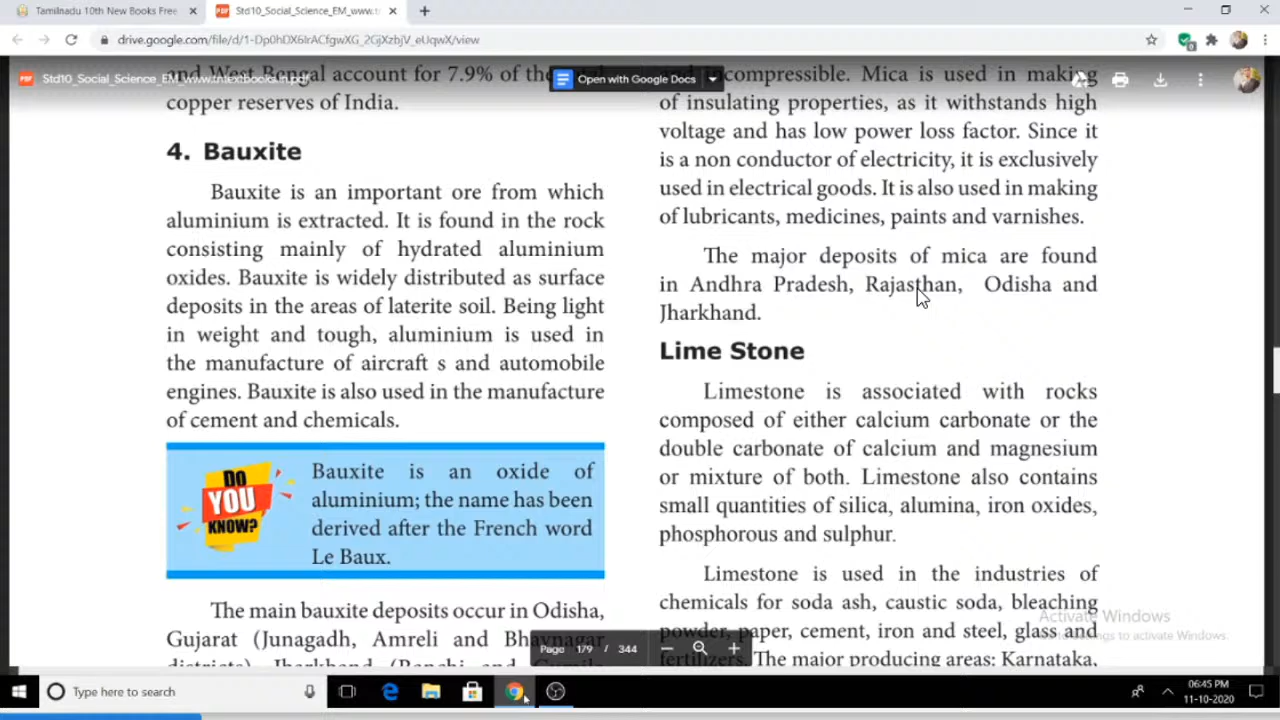 Tamilnadu 10th New Books Free
Std10_Social_Science_EM_www.t
drive.google.com/file/d/1-Dp0hDX6IrACfgwXG_2GjXzbjV_eUqwX/view
PDF
Std10_Social_Science_EM_www.tntextbooks.in.pdf
Open with Google Docs
and West Bengal account for 7.9% of the
copper reserves of India.
4. Bauxite
Bauxite is an important ore from which
aluminium is extracted. It is found in the rock
consisting mainly of hydrated aluminium
oxides. Bauxite is widely distributed as surface
deposits in the areas of laterite soil. Being light
in weight and tough, aluminium is used in
the manufacture of aircraft s and automobile
engines. Bauxite is also used in the manufacture
of cement and chemicals.
DO
YOU
KNOW?
Bauxite is an oxide of
aluminium; the name has been
derived after the French word
Le Baux.
The main bauxite deposits occur in Odisha,
Gujarat (Junagadh, Amreli and Bhavnagar
districts), Jharkhand (Ranchi and Gumila
incompressible. Mica is used in making
of insulating properties, as it withstands high
voltage and has low power loss factor. Since it
is a non conductor of electricity, it is exclusively
used in electrical goods. It is also used in making
of lubricants, medicines, paints and varnishes.
The major deposits of mica are found
in Andhra Pradesh, Rajasthan, Odisha and
Jharkhand.
Lime Stone
Limestone is associated with rocks
composed of either calcium carbonate or the
double carbonate of calcium and magnesium
or mixture of both. Limestone also contains
small quantities of silica, alumina, iron oxides,
phosphorous and sulphur.
Limestone is used in the industries of
chemicals for soda ash, caustic soda, bleaching
powder, paper, cement, iron and steel, glass and
fertilizers. The major producing areas: Karnataka,
Activate Windows
Go to Settings to activate Windows.
Page 179 / 344
Type here to search
06:45 PM
11-10-2020